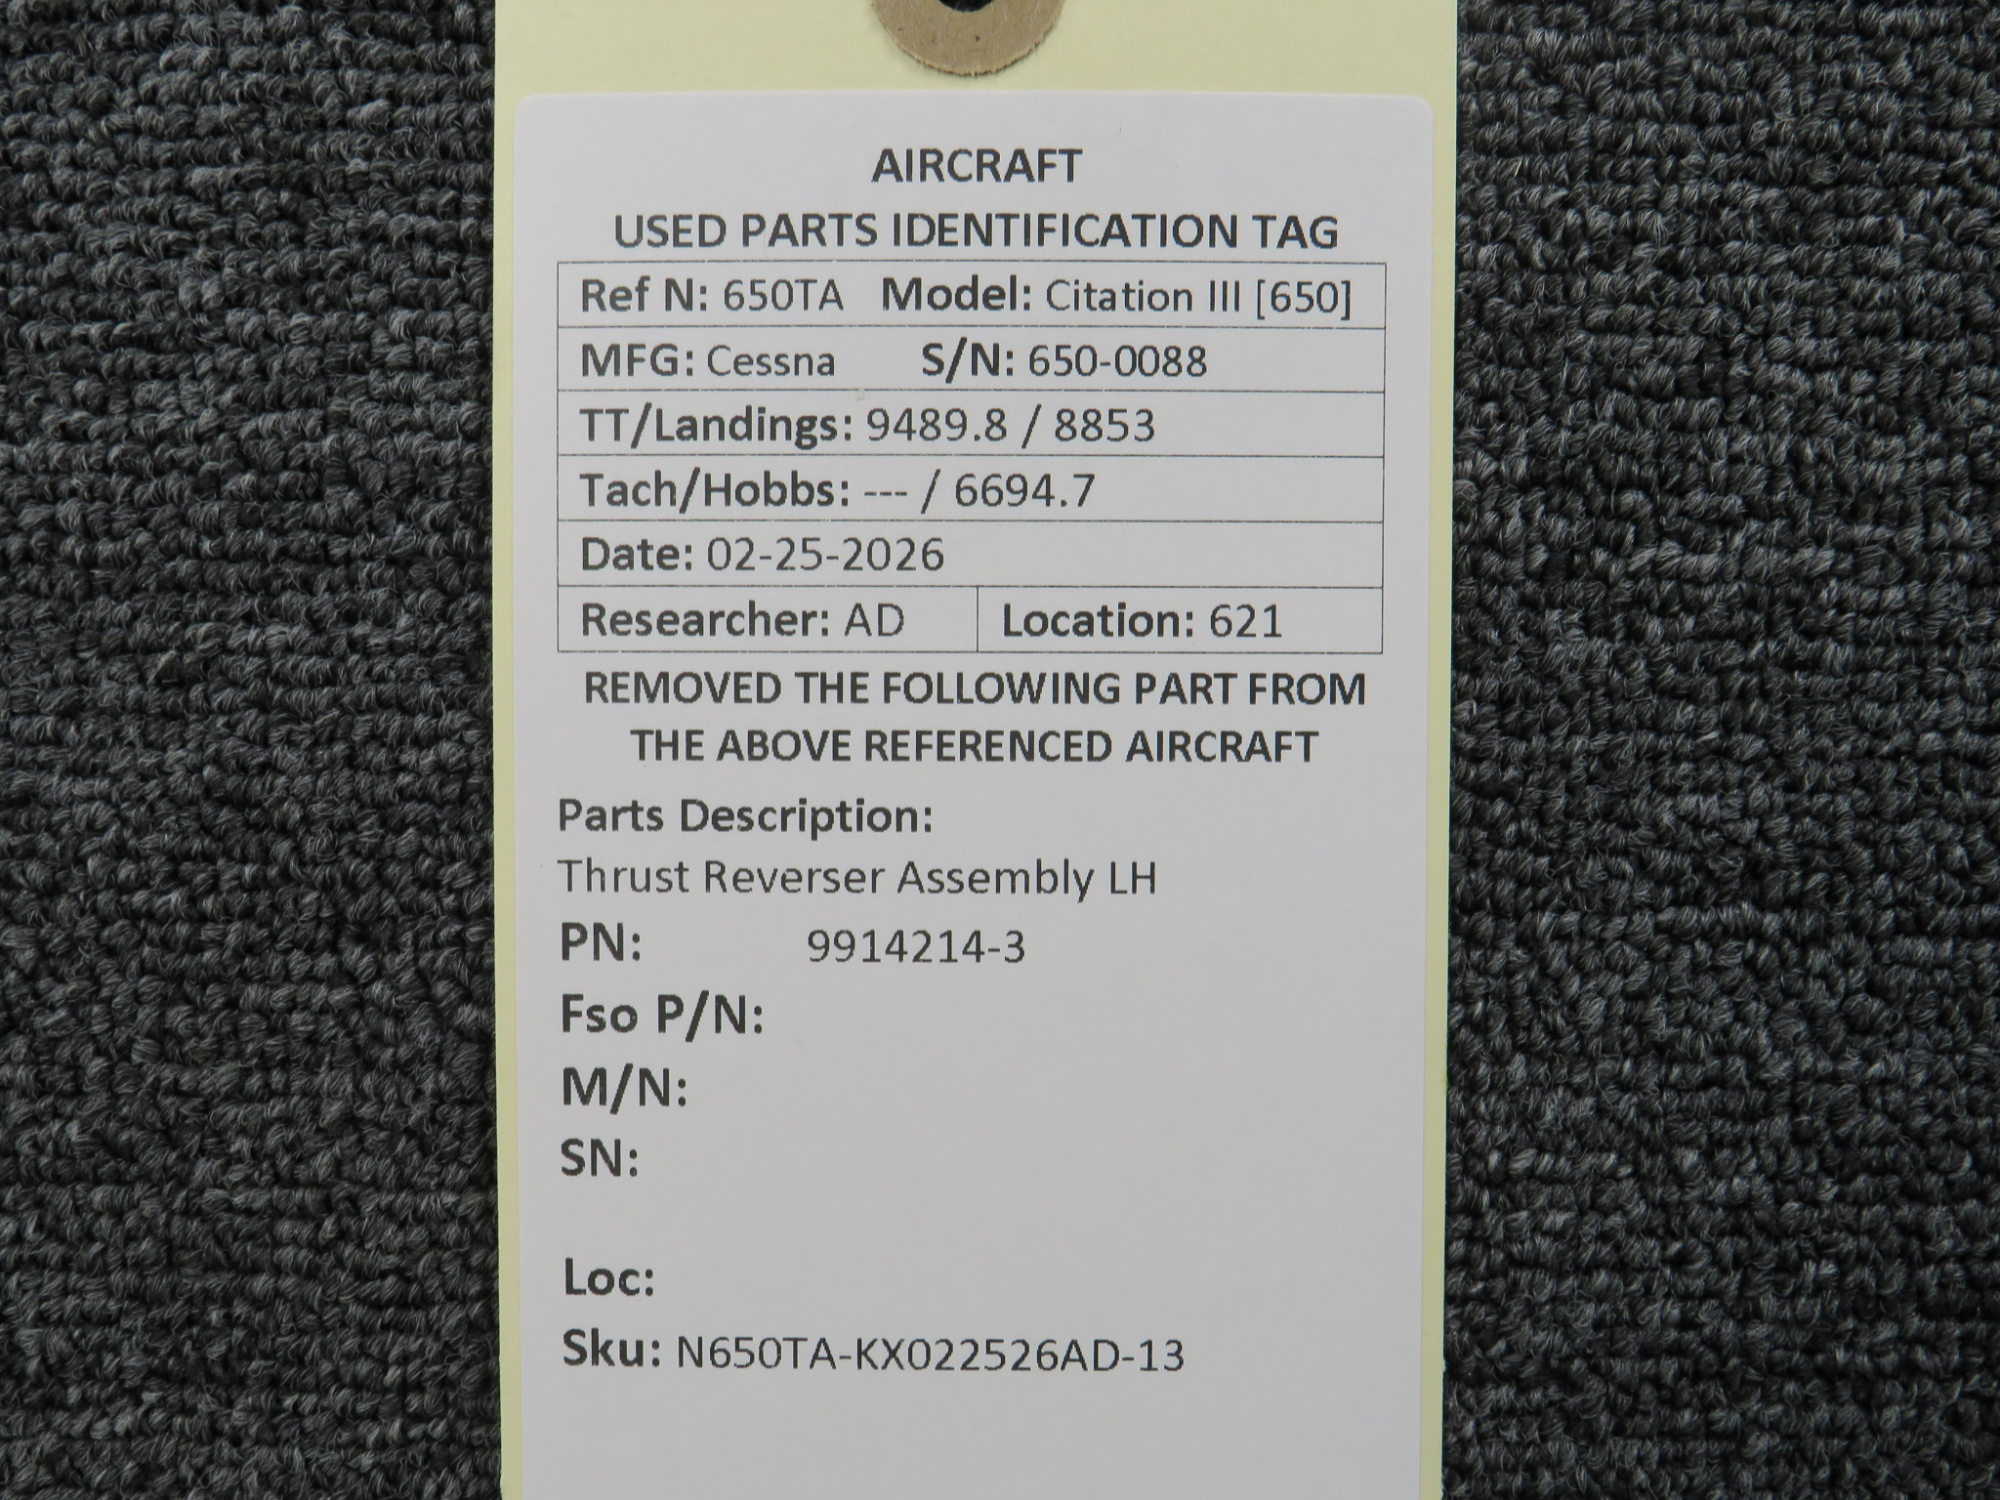 AIRCRAFT
USED PARTS IDENTIFICATION TAG
Ref N: 650TA Model: Citation III [650]
MFG: Cessna S/N: 650-0088
TT/Landings: 9489.8 / 8853
Tach/Hobbs: --- / 6694.7
Date: 02-25-2026
Researcher: AD Location: 621
REMOVED THE FOLLOWING PART FROM
THE ABOVE REFERENCED AIRCRAFT
Parts Description:
Thrust Reverser Assembly LH
PN: 9914214-3
Fso P/N:
M/N:
SN:
Loc:
Sku: N650TA-KX022526AD-13